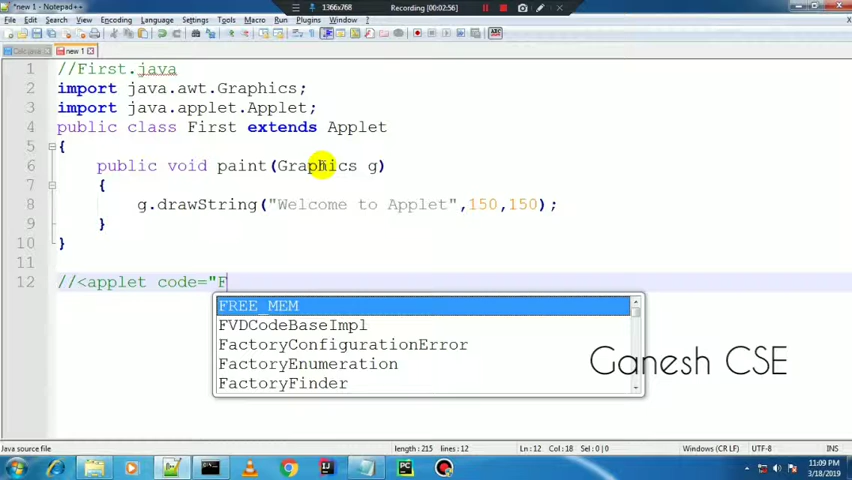 *new 1 - Notepad++
1366x768
Recording [00:02:56]
File Edit Search View Encoding Language Settings Tools Macro Run Plugins Window ?
Calc.java new 1
1 //First.java
2 import java.awt.Graphics;
3 import java.applet.Applet;
4 public class First extends Applet
5 {
6 public void paint(Graphics g)
7 {
8 g.drawString("Welcome to Applet",150,150);
9 }
10 }
11
12 //<applet code="F
FREE_MEM
FVDCodeBaseImpl
FactoryConfigurationError
FactoryEnumeration
FactoryFinder
Ganesh CSE
Java source file length : 215 lines : 12 Ln : 12 Col : 18 Sel : 0 | 0 Windows (CR LF) UTF-8 INS
11:09 PM
3/18/2019